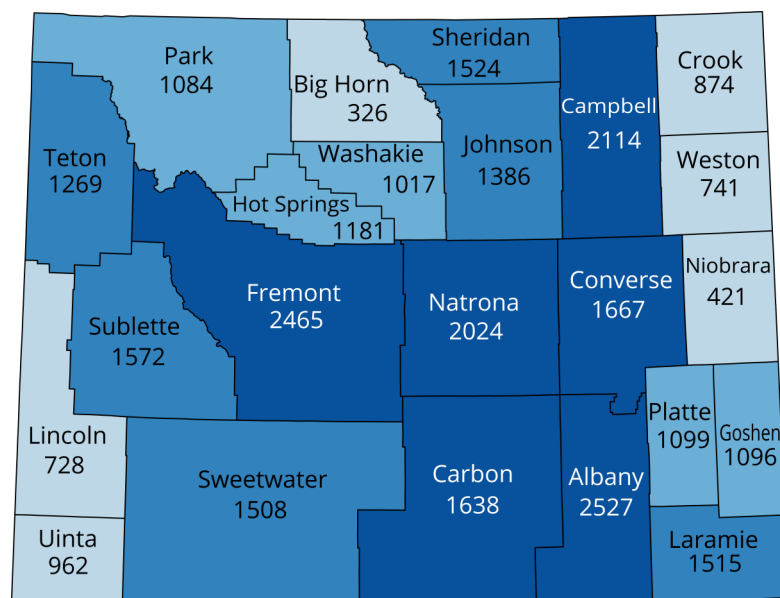 Park
1084
Big Horn
326
Sheridan
1524
Campbell
2114
Crook
874
Teton
1269
Washakie
1017
Johnson
1386
Weston
741
Hot Springs
1181
Fremont
2465
Natrona
2024
Converse
1667
Niobrara
421
Sublette
1572
Lincoln
728
Sweetwater
1508
Carbon
1638
Albany
2527
Platte
1099
Goshen
1096
Uinta
962
Laramie
1515